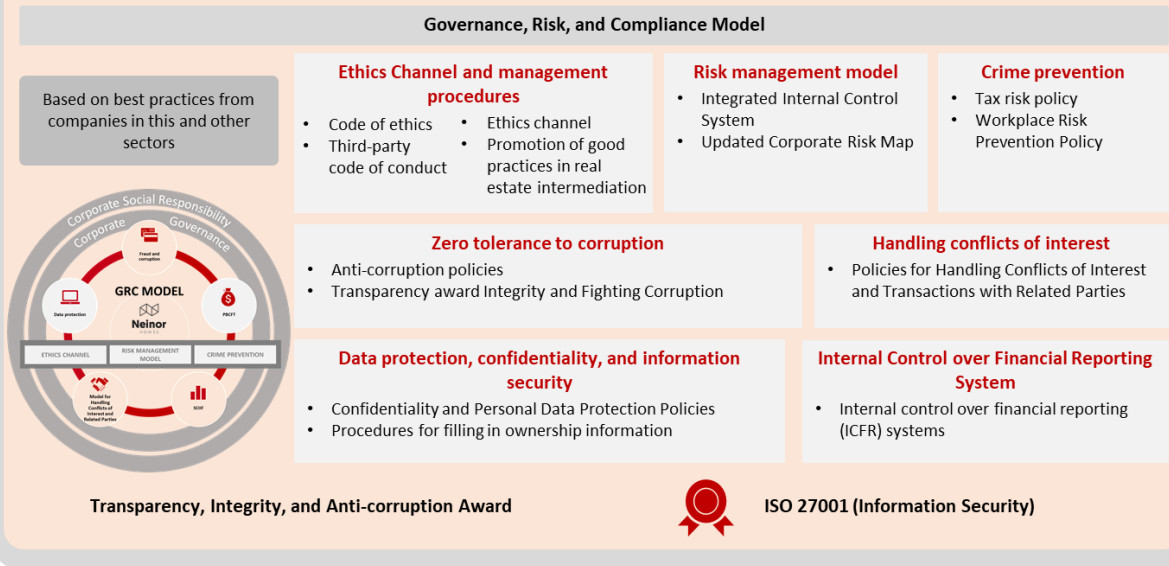 Governance, Risk, and Compliance Model
Based on best practices from
companies in this and other
sectors
Ethics Channel and management
procedures
• Code of ethics
• Third-party
code of conduct
• Ethics channel
• Promotion of good
practices in real
estate intermediation
Risk management model
• Integrated Internal Control
System
• Updated Corporate Risk Map
Crime prevention
• Tax risk policy
• Workplace Risk
Prevention Policy
Corporate Social Responsibility
Corporate Governance
Fraud and
corruption
GRC MODEL
Neinor
HOMES
Data protection
PBCFT
ETHICS CHANNEL
RISK MANAGEMENT
MODEL
CRIME PREVENTION
Model for
Handling
Conflicts of
Interest and
Related Parties
SCIIF
Zero tolerance to corruption
• Anti-corruption policies
• Transparency award Integrity and Fighting Corruption
Handling conflicts of interest
• Policies for Handling Conflicts of Interest
and Transactions with Related Parties
Data protection, confidentiality, and information
security
• Confidentiality and Personal Data Protection Policies
• Procedures for filling in ownership information
Internal Control over Financial Reporting
System
• Internal control over financial reporting
(ICFR) systems
Transparency, Integrity, and Anti-corruption Award
ISO 27001 (Information Security)